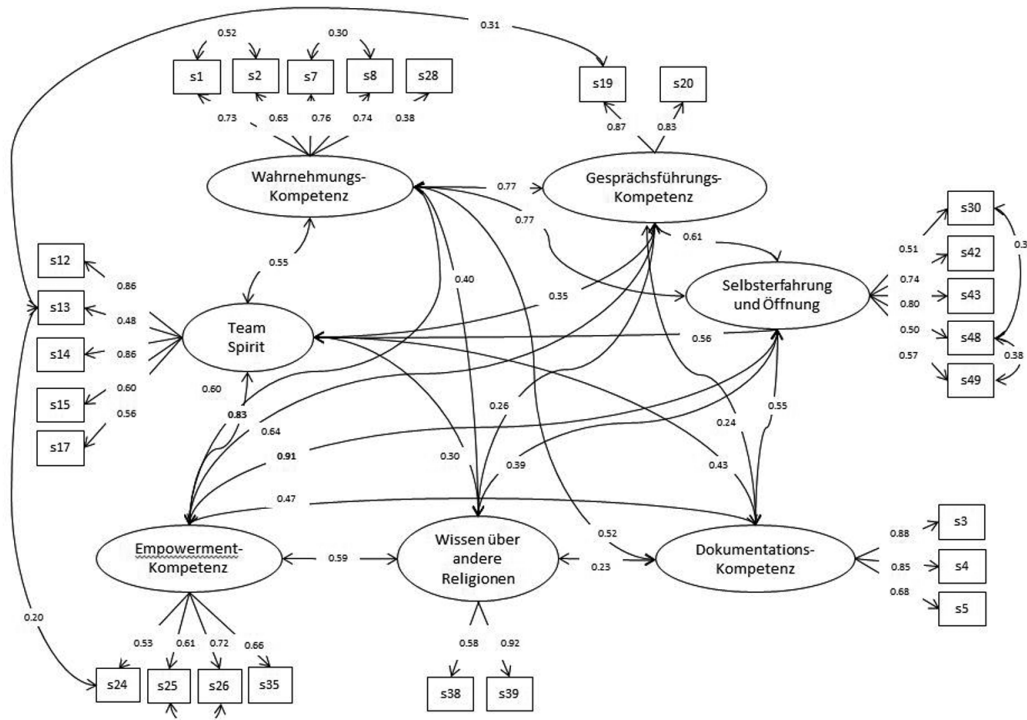 0.31
0.52
0.30
s1
s2
s7
s8
s28
s19
s20
0.73
0.63
0.76
0.74
0.38
0.87
0.83
Wahrnehmungs-
Kompetenz
Gesprächsführungs-
Kompetenz
0.77
0.77
0.61
s30
0.3
s42
s43
s48
s49
0.51
0.74
0.80
0.50
0.57
0.38
Selbsterfahrung
und Öffnung
s12
s13
s14
s15
s17
0.86
0.48
0.86
0.60
0.56
0.55
0.40
0.35
Team
Spirit
0.56
0.60
0.83
0.64
0.91
0.26
0.30
0.39
0.24
0.55
0.43
0.47
Empowerment-
Kompetenz
0.59
Wissen über
andere
Religionen
0.52
0.23
Dokumentations-
Kompetenz
0.88
0.85
0.68
s3
s4
s5
0.20
0.53
0.61
0.72
0.66
0.58
0.92
s24
s25
s26
s35
s38
s39